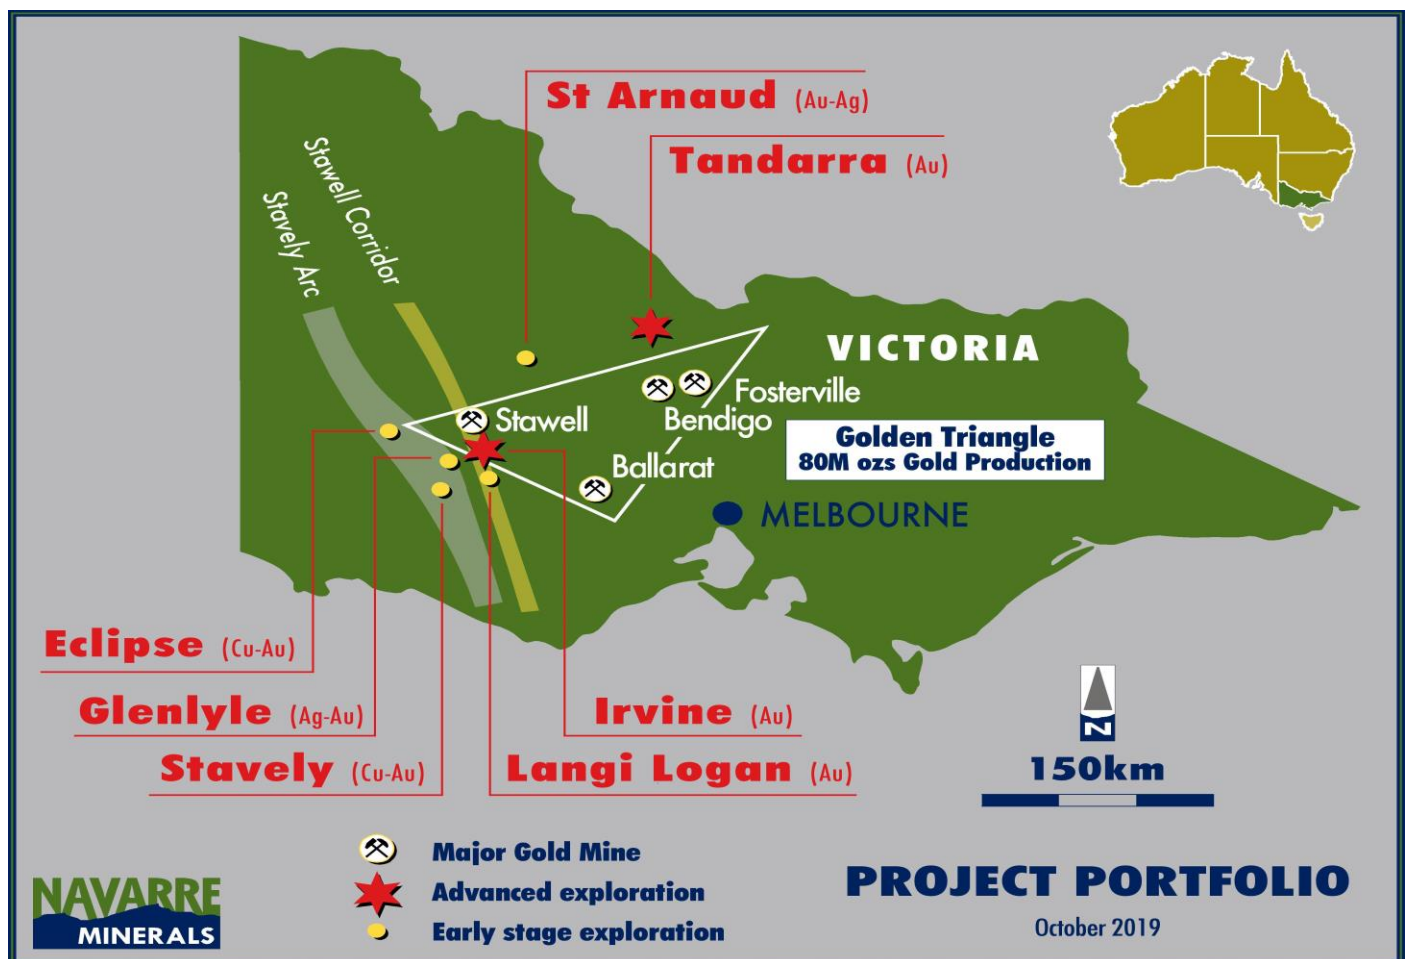 St Arnaud (Au-Ag)
Tandarra (Au)
Stawell Corridor
Stavely Arc
VICTORIA
Fosterville
Bendigo
Stawell
Ballarat
Golden Triangle
80M ozs Gold Production
MELBOURNE
Eclipse (Cu-Au)
Glenlyle (Ag-Au)
Irvine (Au)
Stavely (Cu-Au)
Langi Logan (Au)
N
150km
Major Gold Mine
Advanced exploration
Early stage exploration
PROJECT PORTFOLIO
October 2019
NAVARRE
MINERALS